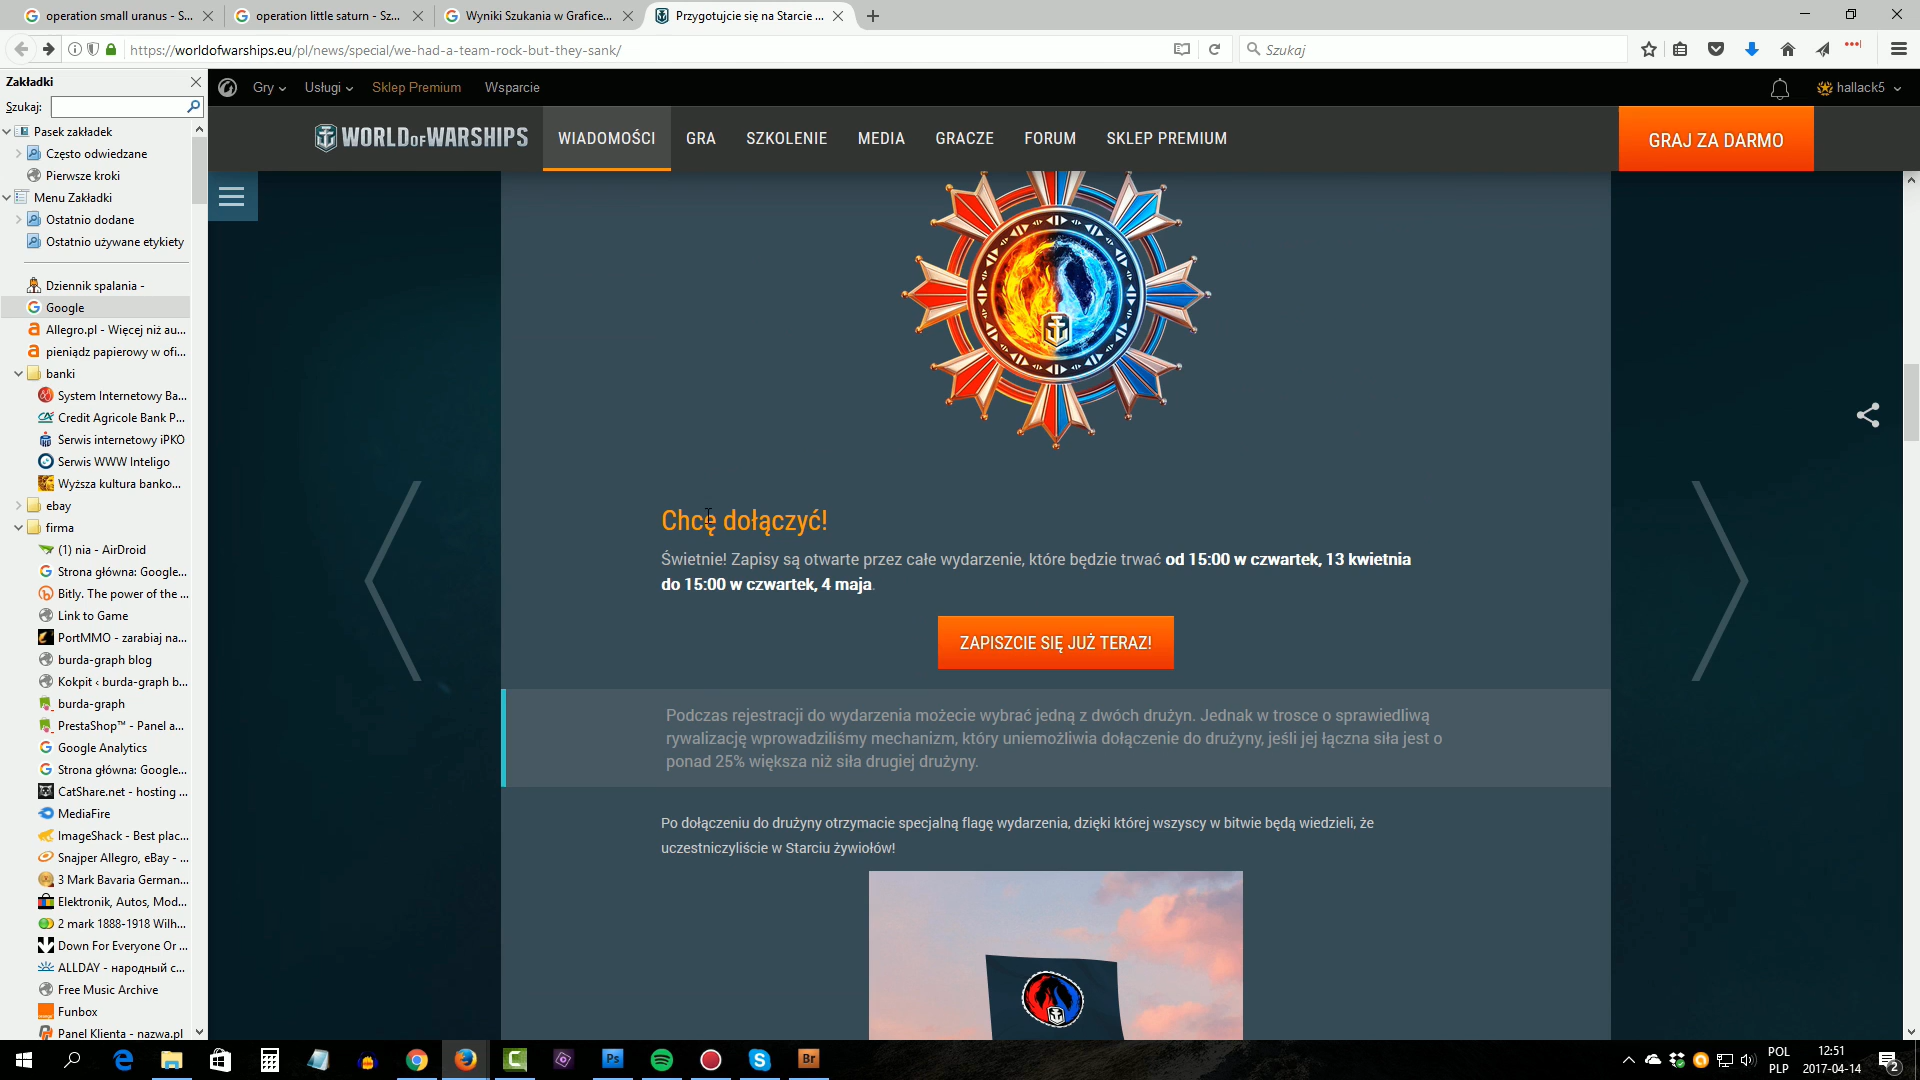 operation small uranus - S...
operation little saturn - Sz...
Wyniki Szukania w Grafice...
Przygotujcie się na Starcie ...
https://worldofwarships.eu/pl/news/special/we-had-a-team-rock-but-they-sank/
Szukaj
Zakładki
Szukaj:
Pasek zakładek
Często odwiedzane
Pierwsze kroki
Menu Zakładki
Ostatnio dodane
Ostatnio używane etykiety
Dziennik spalania -
Google
Allegro.pl - Więcej niż au...
pieniądz papierowy w ofi...
banki
System Internetowy Ba...
Credit Agricole Bank P...
Serwis internetowy iPKO
Serwis WWW Inteligo
Wyższa kultura banko...
ebay
firma
(1) nia - AirDroid
Strona główna: Google...
Bitly. The power of the ...
Link to Game
PortMMO - zarabiaj na...
burda-graph blog
Kokpit ‹ burda-graph b...
burda-graph
PrestaShop™ - Panel a...
Google Analytics
Strona główna: Google...
CatShare.net - hosting ...
MediaFire
ImageShack - Best plac...
Snajper Allegro, eBay - ...
3 Mark Bavaria German...
Elektronik, Autos, Mod...
2 mark 1888-1918 Wilh...
Down For Everyone Or ...
ALLDAY - народный с...
Free Music Archive
Funbox
Panel Klienta - nazwa.pl
Gry
Usługi
Sklep Premium
Wsparcie
hallack5
WORLD OF WARSHIPS
WIADOMOŚCI
GRA
SZKOLENIE
MEDIA
GRACZE
FORUM
SKLEP PREMIUM
GRAJ ZA DARMO
Chcę dołączyć!
Świetnie! Zapisy są otwarte przez całe wydarzenie, które będzie trwać od 15:00 w czwartek, 13 kwietnia
do 15:00 w czwartek, 4 maja.
ZAPISZCIE SIĘ JUŻ TERAZ!
Podczas rejestracji do wydarzenia możecie wybrać jedną z dwóch drużyn. Jednak w trosce o sprawiedliwą
rywalizację wprowadziliśmy mechanizm, który uniemożliwia dołączenie do drużyny, jeśli jej łączna siła jest o
ponad 25% większa niż siła drugiej drużyny.
Po dołączeniu do drużyny otrzymacie specjalną flagę wydarzenia, dzięki której wszyscy w bitwie będą wiedzieli, że
uczestniczyliście w Starciu żywiołów!
Ps
Br
POL
PLP
12:51
2017-04-14
2